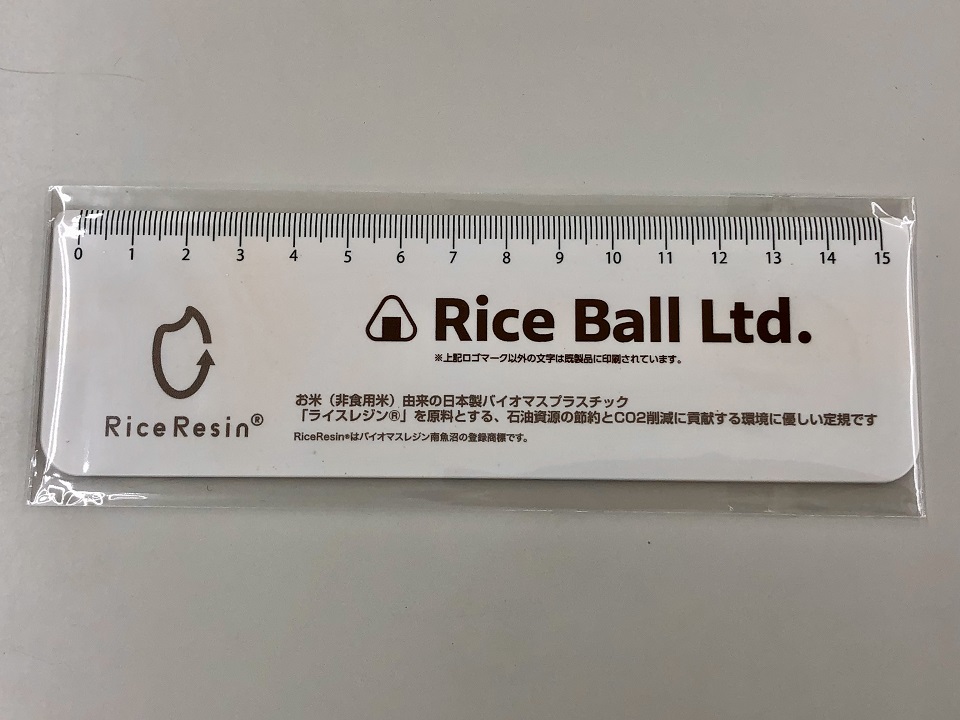 0 1 2 3 4 5 6 7 8 9 10 11 12 13 14 15
Rice Ball Ltd.
※上記ロゴマーク以外の文字は既製品に印刷されています。
RiceResin®
お米（非食用米）由来の日本製バイオマスプラスチック
「ライスレジン®」を原料とする、石油資源の節約とCO2削減に貢献する環境に優しい定規です
RiceResin®はバイオマスレジン南魚沼の登録商標です。